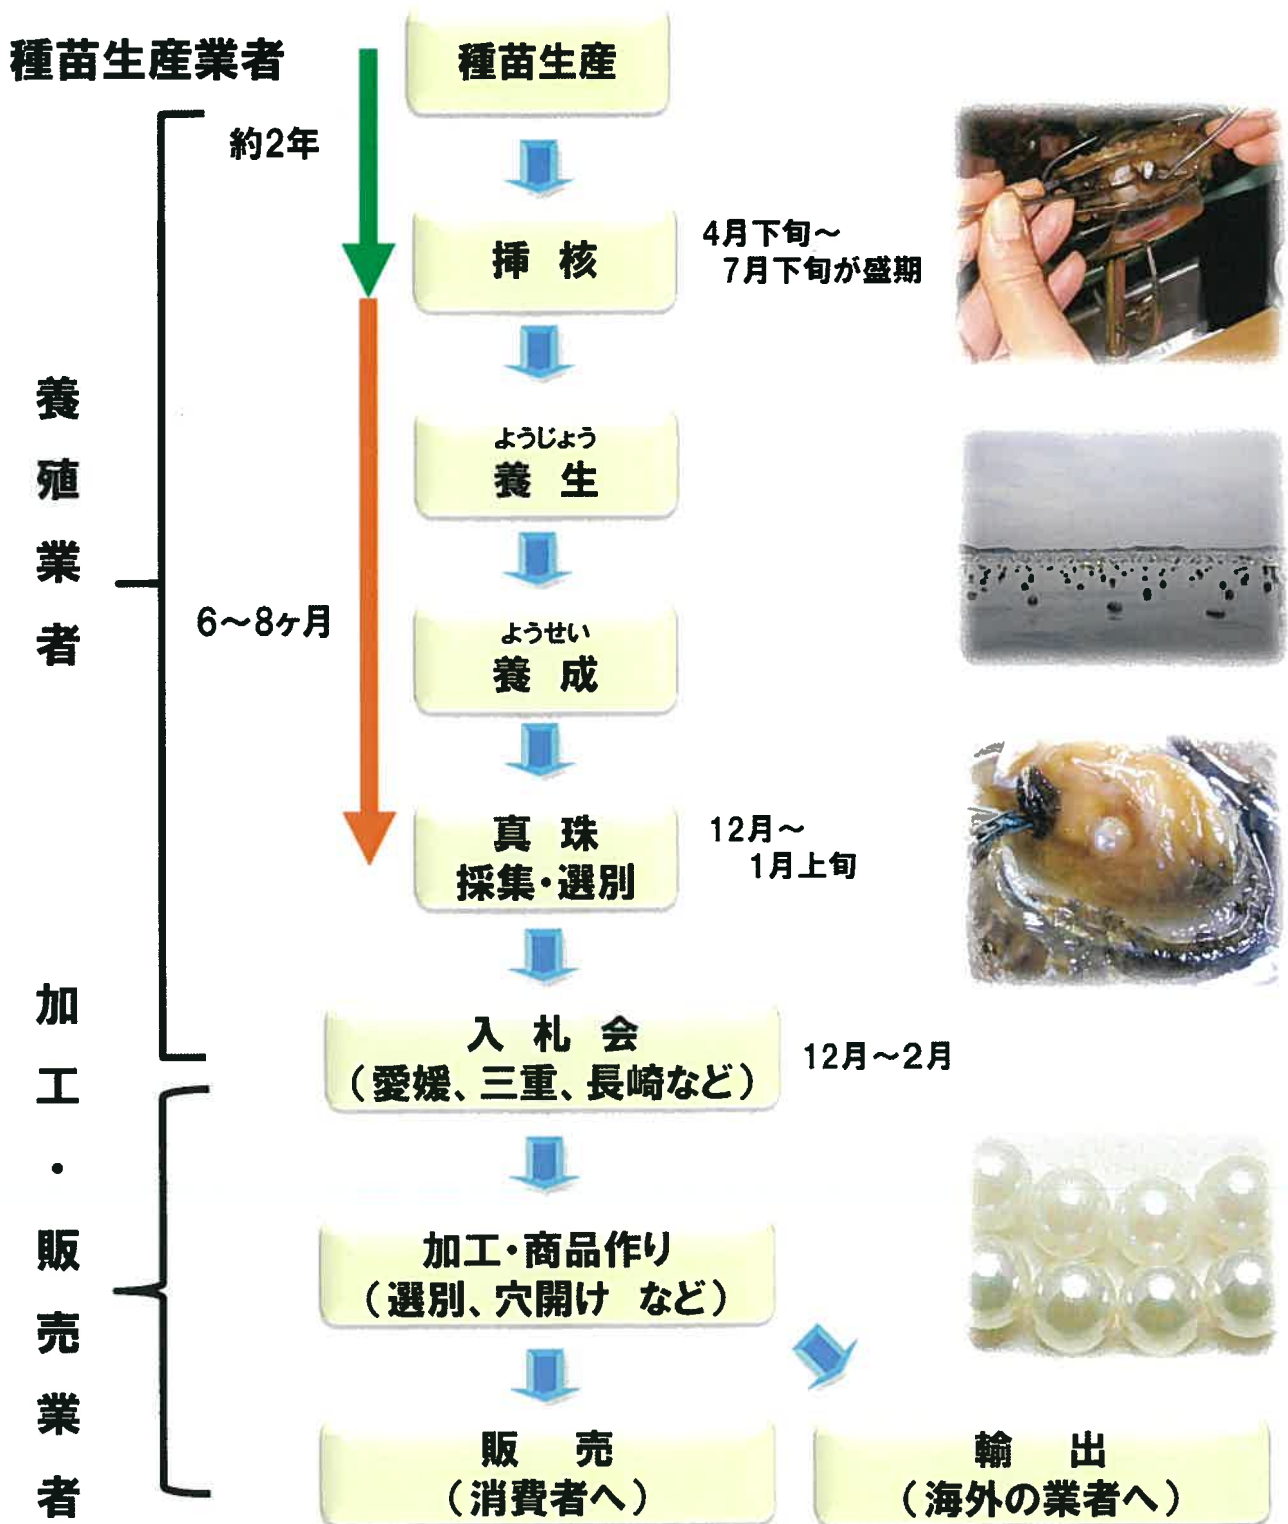 種苗生産業者
種苗生産
約2年
挿 核
4月下旬~
7月下旬が盛期
養殖業者
ようじょう
養 生
6~8ヶ月
ようせい
養 成
真 珠
採集・選別
12月~
1月上旬
入 札 会
(愛媛、三重、長崎など)
12月~2月
加工・販売業者
加工・商品作り
(選別、穴開け など)
販 売
(消費者へ)
輸 出
(海外の業者へ)